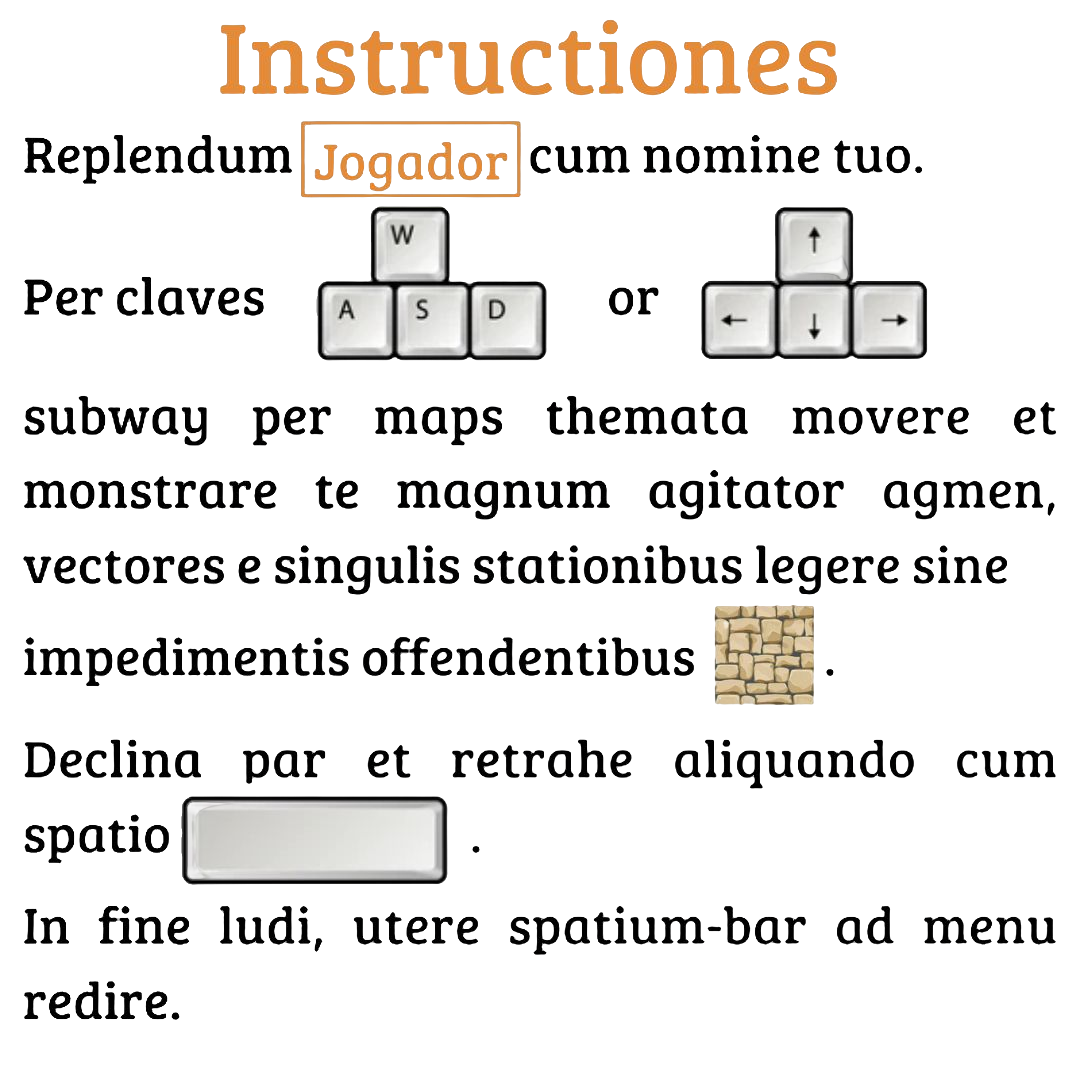 Instructiones
Replendum Jogador cum nomine tuo.
W
Per claves A S D or ↑ ← ↓ →
subway per maps themata movere et
monstrare te magnum agitator agmen,
vectores e singulis stationibus legere sine
impedimentis offendentibus .
Declina par et retrahe aliquando cum
spatio .
In fine ludi, utere spatium-bar ad menu
redire.